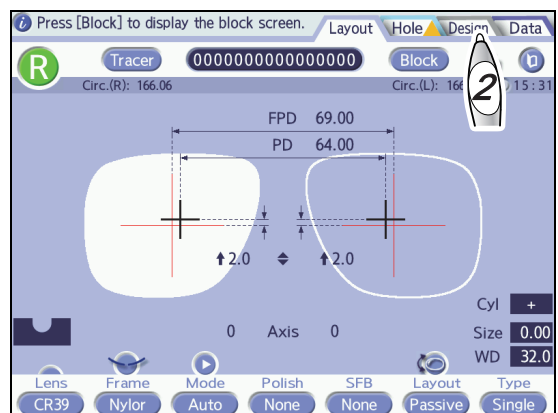 Press [Block] to display the block screen.
Layout Hole Design Data
R Tracer 0000000000000000 Block
Circ.(R): 166.06 Circ.(L): 15:31
2
FPD 69.00
PD 64.00
2.0 2.0
Cyl +
0 Axis 0
Size 0.00
WD 32.0
Lens Frame Mode Polish SFB Layout Type
CR39 Nylor Auto None None Passive Single